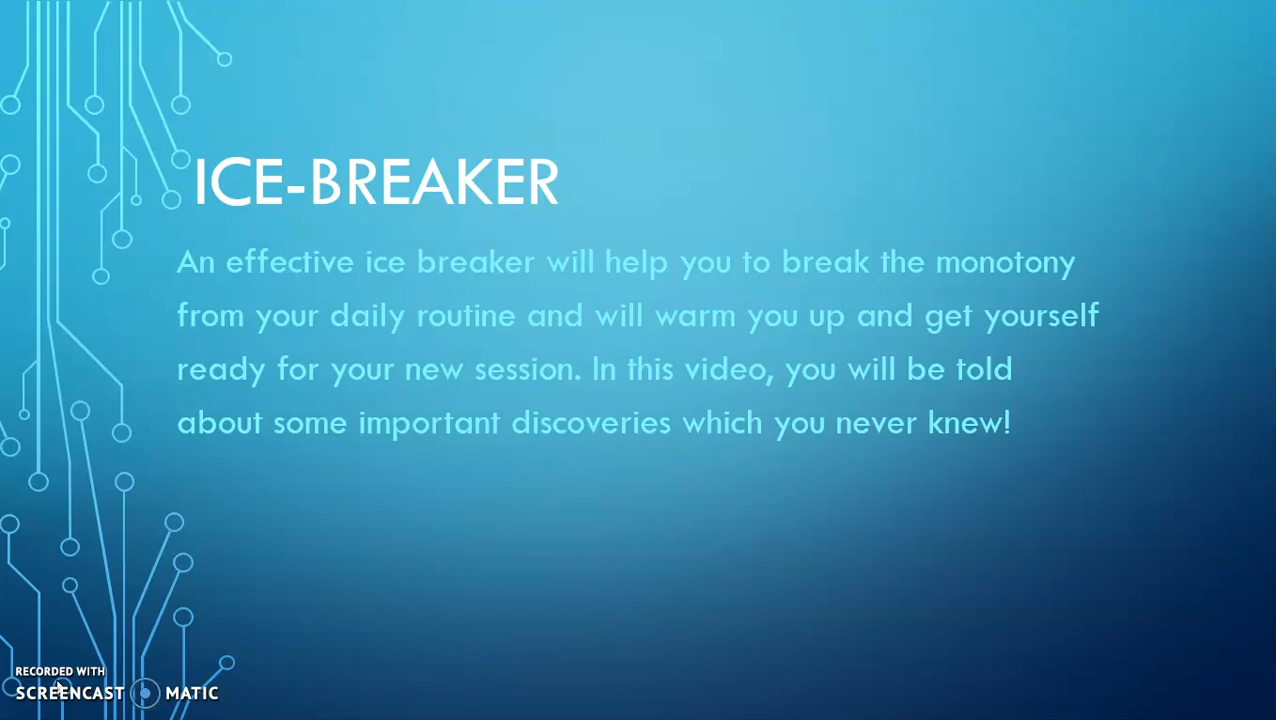 ICE-BREAKER
An effective ice breaker will help you to break the monotony
from your daily routine and will warm you up and get yourself
ready for your new session. In this video, you will be told
about some important discoveries which you never knew!
RECORDED WITH
SCREENCAST MATIC